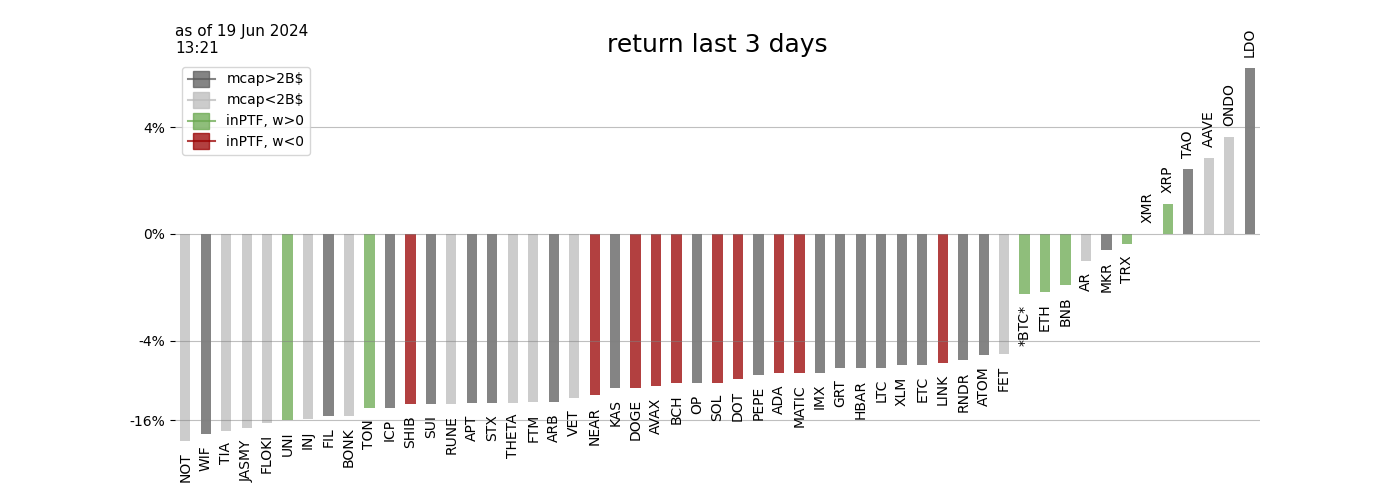 as of 19 Jun 2024
13:21
return last 3 days
mcap>2B$
mcap<2B$
inPTF, w>0
inPTF, w<0
4%
0%
-4%
-16%
NOT
WIF
TIA
JASMY
FLOKI
UNI
INJ
FIL
BONK
TON
ICP
SHIB
SUI
RUNE
APT
STX
THETA
FTM
ARB
VET
NEAR
KAS
DOGE
AVAX
BCH
OP
SOL
DOT
PEPE
ADA
MATIC
IMX
GRT
HBAR
LTC
XLM
ETC
LINK
RNDR
ATOM
FET
*BTC*
ETH
BNB
AR
MKR
TRX
XMR
XRP
TAO
AAVE
ONDO
LDO